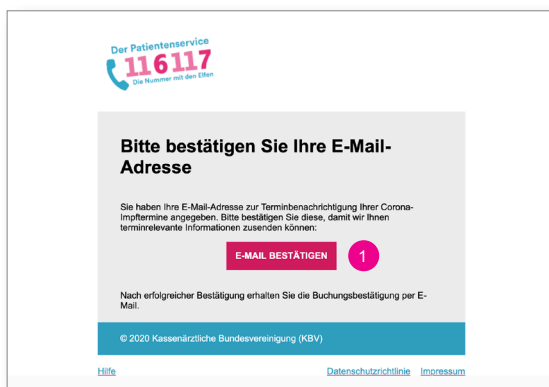 Der Patientenservice
116117
Die Nummer mit den Elfen
Bitte bestätigen Sie Ihre E-Mail-
Adresse
Sie haben Ihre E-Mail-Adresse zur Terminbenachrichtigung Ihrer Corona-
Impftermine angegeben. Bitte bestätigen Sie diese, damit wir Ihnen
terminrelevante Informationen zusenden können:
E-MAIL BESTÄTIGEN 1
Nach erfolgreicher Bestätigung erhalten Sie die Buchungsbestätigung per E-
Mail.
© 2020 Kassenärztliche Bundesvereinigung (KBV)
Hilfe Datenschutzrichtlinie Impressum